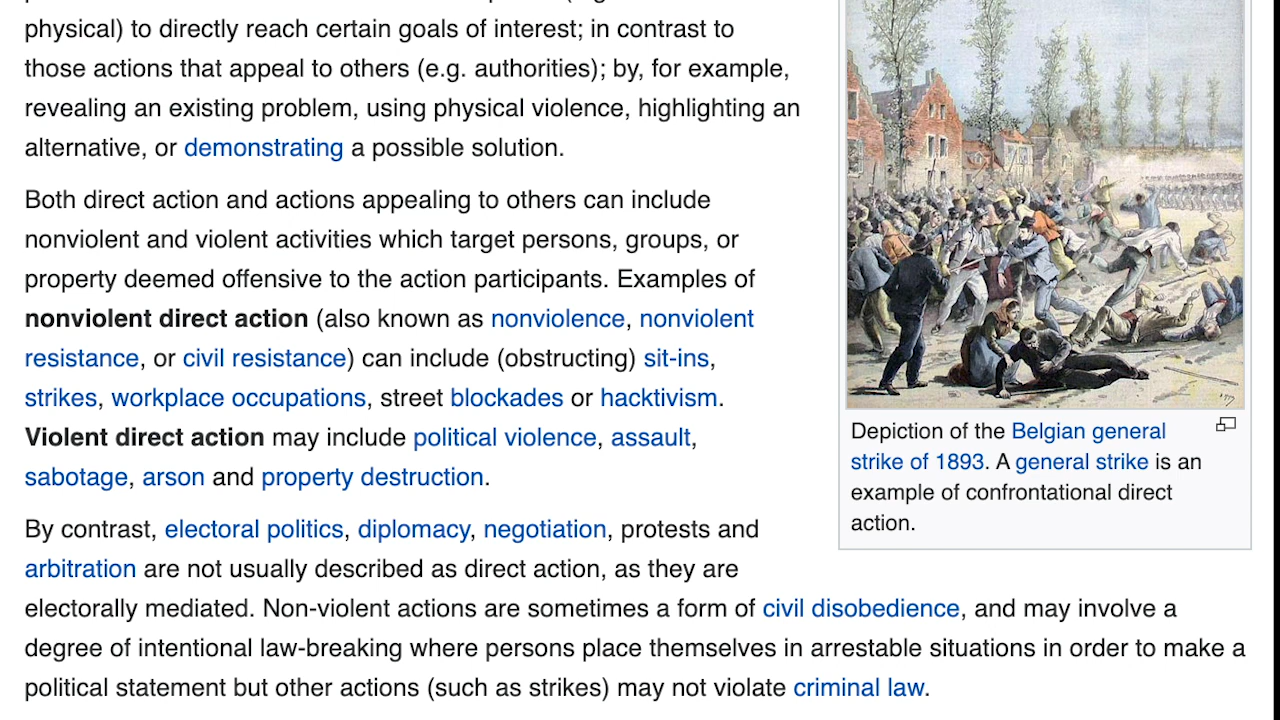 physical) to directly reach certain goals of interest; in contrast to
those actions that appeal to others (e.g. authorities); by, for example,
revealing an existing problem, using physical violence, highlighting an
alternative, or demonstrating a possible solution.
Both direct action and actions appealing to others can include
nonviolent and violent activities which target persons, groups, or
property deemed offensive to the action participants. Examples of
nonviolent direct action (also known as nonviolence, nonviolent
resistance, or civil resistance) can include (obstructing) sit-ins,
strikes, workplace occupations, street blockades or hacktivism.
Violent direct action may include political violence, assault,
sabotage, arson and property destruction.
By contrast, electoral politics, diplomacy, negotiation, protests and
arbitration are not usually described as direct action, as they are
electorally mediated. Non-violent actions are sometimes a form of civil disobedience, and may involve a
degree of intentional law-breaking where persons place themselves in arrestable situations in order to make a
political statement but other actions (such as strikes) may not violate criminal law.
Depiction of the Belgian general
strike of 1893. A general strike is an
example of confrontational direct
action.